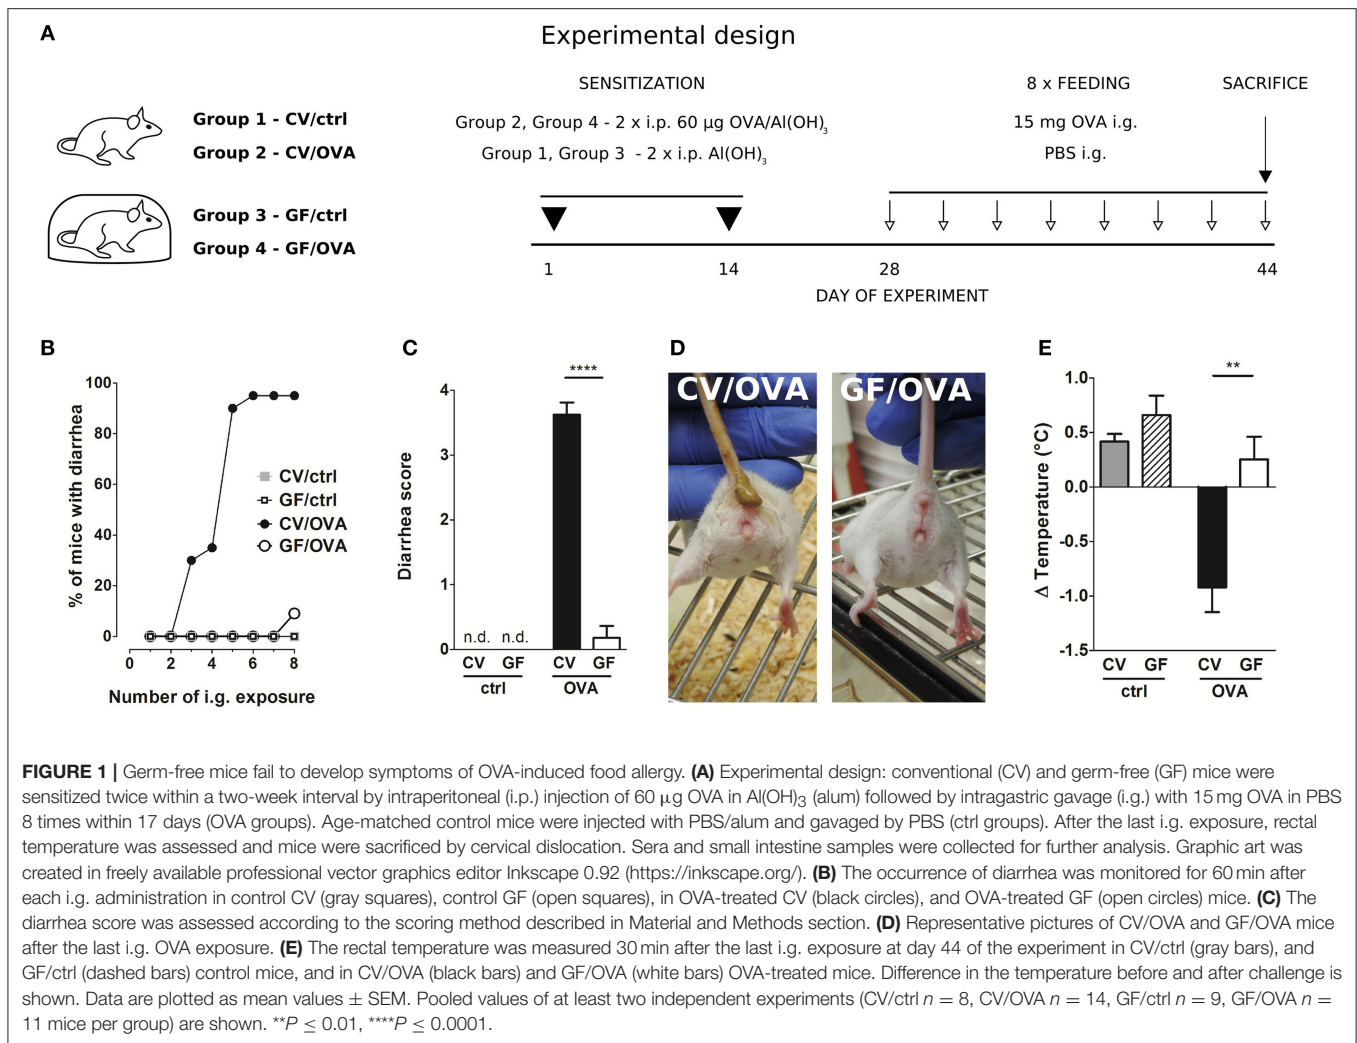 A
Experimental design
SENSITIZATION
8 x FEEDING
SACRIFICE
Group 1 - CV/ctrl
Group 2 - CV/OVA
Group 2, Group 4 - 2 x i.p. 60 µg OVA/Al(OH)₃
Group 1, Group 3 - 2 x i.p. Al(OH)₃
15 mg OVA i.g.
PBS i.g.
Group 3 - GF/ctrl
Group 4 - GF/OVA
1
14
28
44
DAY OF EXPERIMENT
B
% of mice with diarrhea
100
80
60
40
20
0
0 2 4 6 8
Number of i.g. exposure
CV/ctrl
GF/ctrl
CV/OVA
GF/OVA
C
Diarrhea score
4
3
2
1
0
****
n.d. n.d.
CV GF CV GF
ctrl OVA
D
CV/OVA
GF/OVA
E
Δ Temperature (°C)
1.0
0.5
0.0
-0.5
-1.0
-1.5
**
CV GF CV GF
ctrl OVA
FIGURE 1 | Germ-free mice fail to develop symptoms of OVA-induced food allergy. (A) Experimental design: conventional (CV) and germ-free (GF) mice were
sensitized twice within a two-week interval by intraperitoneal (i.p.) injection of 60 µg OVA in Al(OH)3 (alum) followed by intragastric gavage (i.g.) with 15 mg OVA in PBS
8 times within 17 days (OVA groups). Age-matched control mice were injected with PBS/alum and gavaged by PBS (ctrl groups). After the last i.g. exposure, rectal
temperature was assessed and mice were sacrificed by cervical dislocation. Sera and small intestine samples were collected for further analysis. Graphic art was
created in freely available professional vector graphics editor Inkscape 0.92 (https://inkscape.org/). (B) The occurrence of diarrhea was monitored for 60 min after
each i.g. administration in control CV (gray squares), control GF (open squares), in OVA-treated CV (black circles), and OVA-treated GF (open circles) mice. (C) The
diarrhea score was assessed according to the scoring method described in Material and Methods section. (D) Representative pictures of CV/OVA and GF/OVA mice
after the last i.g. OVA exposure. (E) The rectal temperature was measured 30 min after the last i.g. exposure at day 44 of the experiment in CV/ctrl (gray bars), and
GF/ctrl (dashed bars) control mice, and in CV/OVA (black bars) and GF/OVA (white bars) OVA-treated mice. Difference in the temperature before and after challenge is
shown. Data are plotted as mean values ± SEM. Pooled values of at least two independent experiments (CV/ctrl n = 8, CV/OVA n = 14, GF/ctrl n = 9, GF/OVA n =
11 mice per group) are shown. **P ≤ 0.01, ****P ≤ 0.0001.